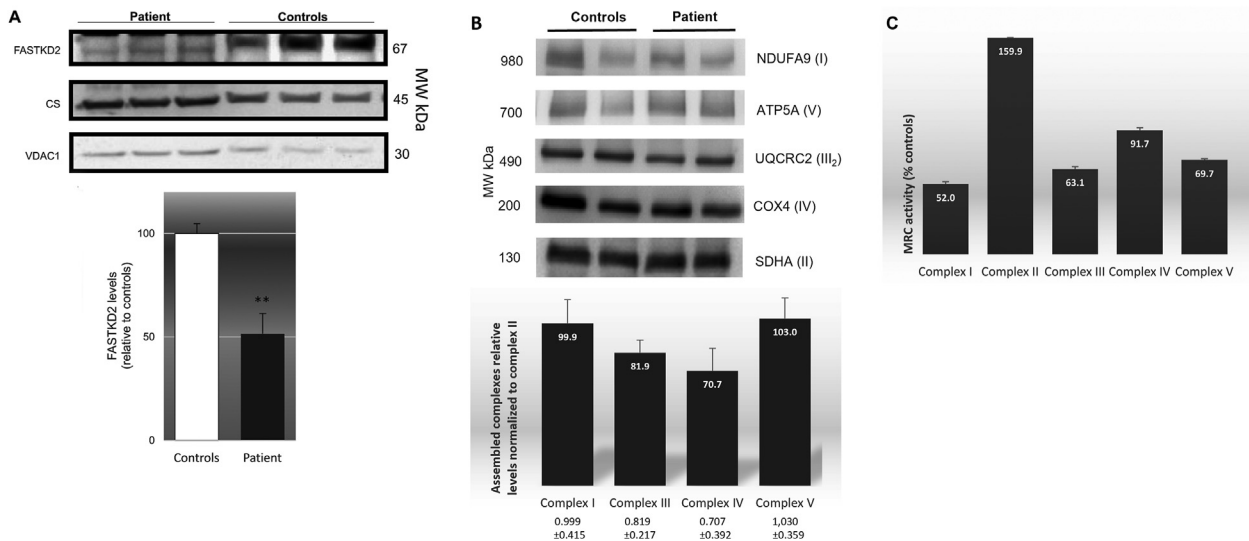 A
Patient Controls
FASTKD2 67
CS 45
VDAC1 30
MW kDa
FASTKD2 levels
(relative to controls)
100
50
0
**
Controls Patient
B
Controls Patient
MW kDa
980 NDUFA9 (I)
700 ATP5A (V)
490 UQCRC2 (III₂)
200 COX4 (IV)
130 SDHA (II)
Assembled complexes relative
levels normalized to complex II
99.9 81.9 70.7 103.0
Complex I Complex III Complex IV Complex V
0.999 0.819 0.707 1,030
±0.415 ±0.217 ±0.392 ±0.359
C
MRC activity (% controls)
52.0 159.9 63.1 91.7 69.7
Complex I Complex II Complex III Complex IV Complex V